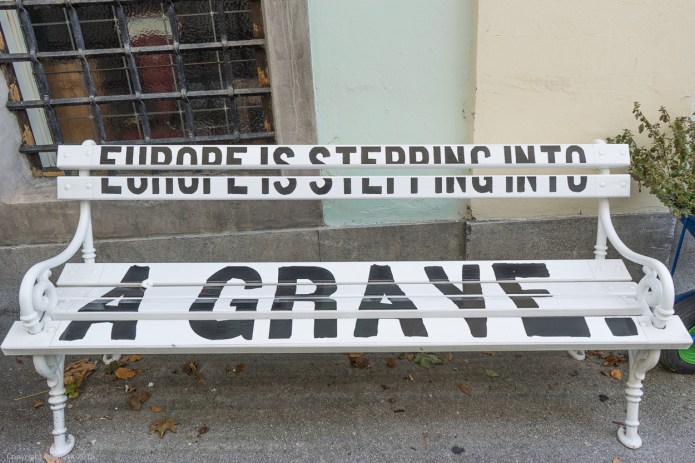 EUROPE IS STEPPING INTO
A GRAVE.